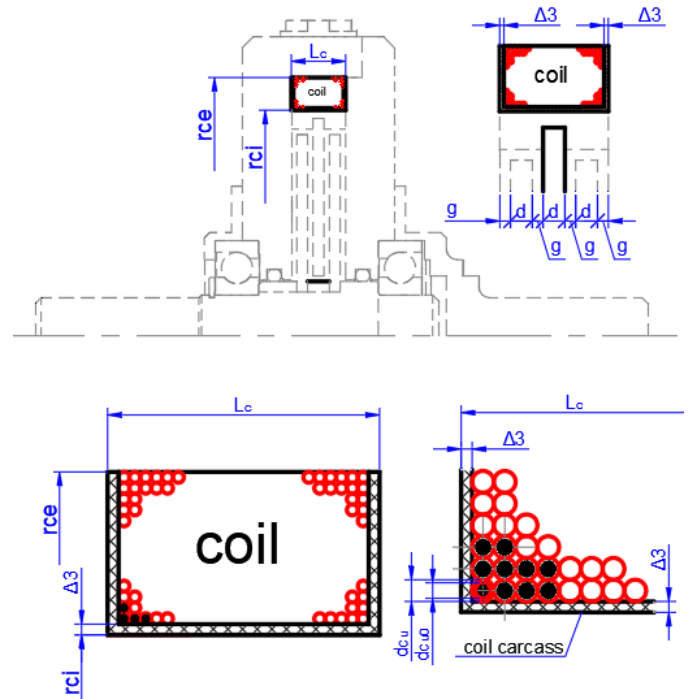 Δ3
Δ3
Lc
coil
coil
rce
rci
g
d
d
d
g
g
g
Lc
Lc
Δ3
rce
coil
Δ3
Δ3
rci
dcu
dcu0
coil carcass